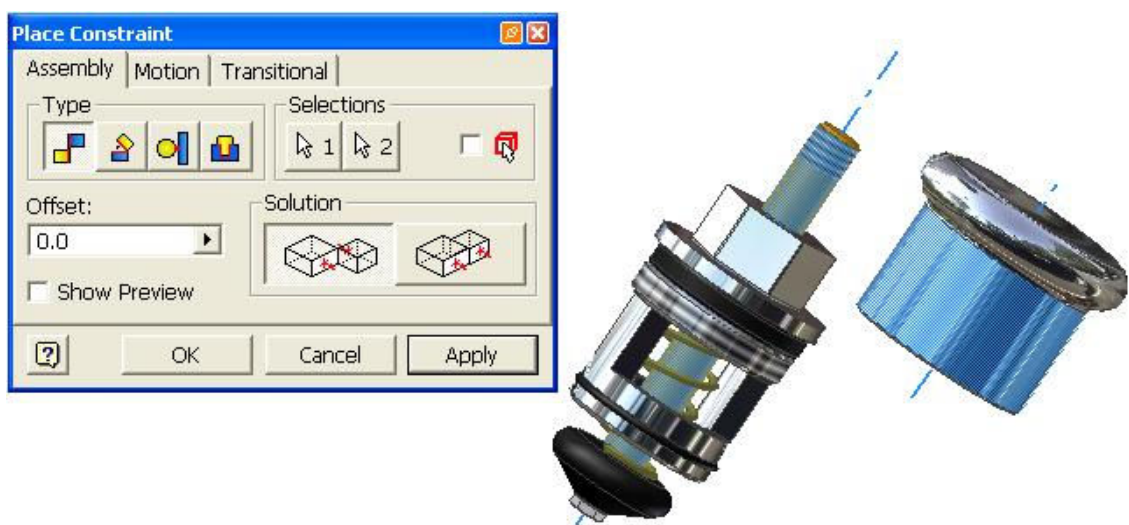 Place Constraint
Assembly Motion Transitional
Type
Selections
1 2
Offset:
Solution
0.0
Show Preview
? OK Cancel Apply